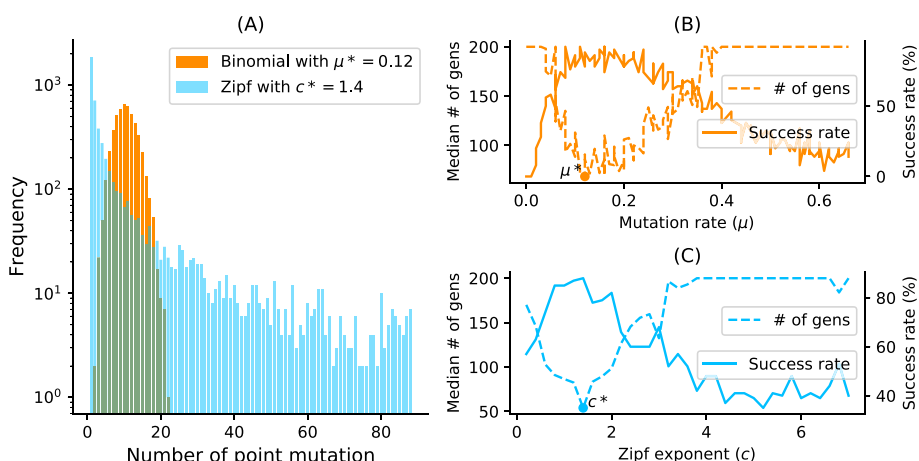 (A)
Frequency
10³
10²
10¹
10⁰
Binomial with μ* = 0.12
Zipf with c* = 1.4
0 20 40 60 80
Number of point mutation
(B)
Median # of gens
200
150
100
# of gens
Success rate
μ*
50
0
Success rate (%)
0.0 0.2 0.4 0.6
Mutation rate (μ)
(C)
Median # of gens
200
150
100
50
# of gens
Success rate
c*
80
60
40
Success rate (%)
0 2 4 6
Zipf exponent (c)